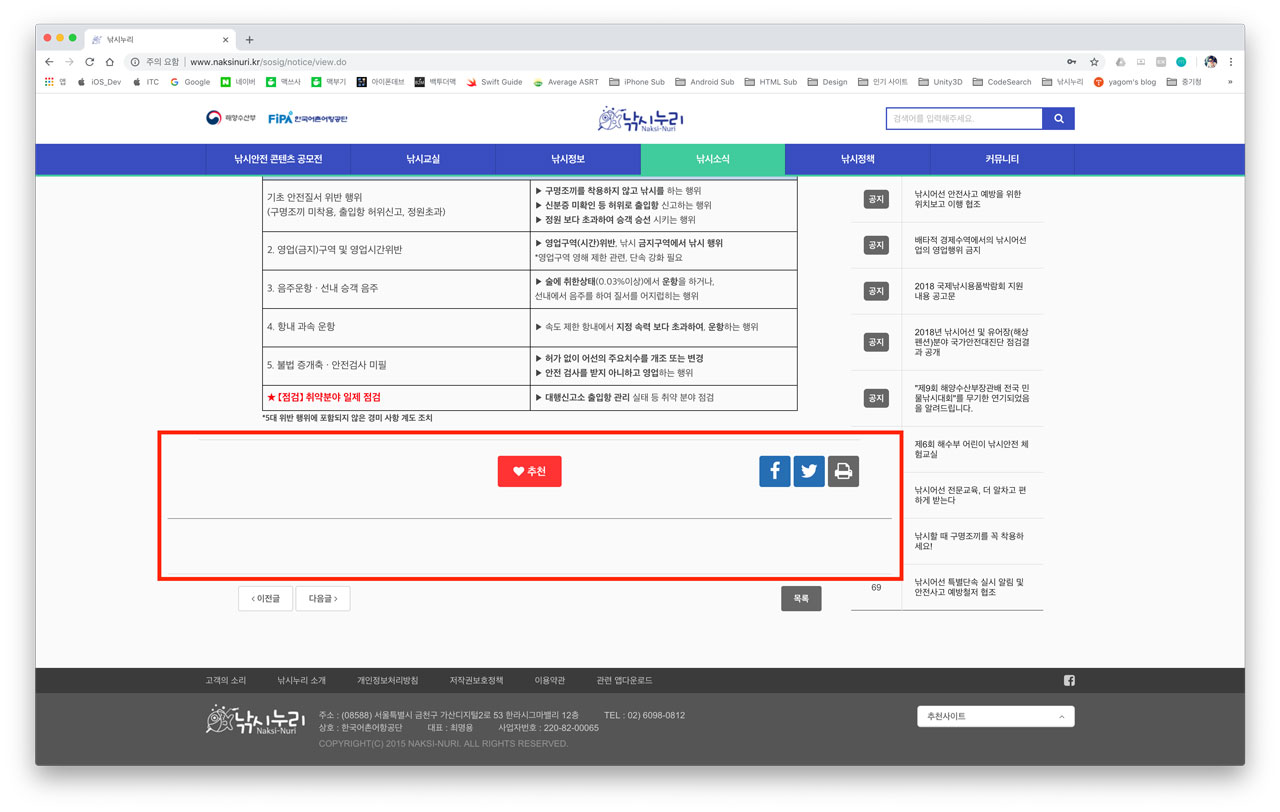 낚시누리
주의 요함 | www.naksinuri.kr/sosig/notice/view.do
앱 iOS_Dev ITC Google 네이버 맥쓰사 맥부기 아이폰데브 백투더맥 Swift Guide Average ASRT iPhone Sub Android Sub HTML Sub Design 인기 사이트 Unity3D CodeSearch 낚시누리 yagom's blog 중기청 »
해양수산부 FiPA 한국어촌어항공단 낚시누리 Naksi-Nuri 검색어를 입력해주세요.
낚시안전 콘텐츠 공모전 낚시교실 낚시정보 낚시소식 낚시정책 커뮤니티
기초 안전질서 위반 행위
(구명조끼 미착용, 출입항 허위신고, 정원초과)
▶ 구명조끼를 착용하지 않고 낚시를 하는 행위
▶ 신분증 미확인 등 허위로 출입항 신고하는 행위
▶ 정원 보다 초과하여 승객 승선 시키는 행위
2. 영업(금지)구역 및 영업시간위반
▶ 영업구역(시간)위반, 낚시 금지구역에서 낚시 행위
*영업구역 영해 제한 관련, 단속 강화 필요
3. 음주운항 · 선내 승객 음주
▶ 술에 취한상태(0.03%이상)에서 운항을 하거나,
선내에서 음주를 하여 질서를 어지럽히는 행위
4. 항내 과속 운항
▶ 속도 제한 항내에서 지정 속력 보다 초과하여, 운항하는 행위
5. 불법 증개축 · 안전검사 미필
▶ 허가 없이 어선의 주요치수를 개조 또는 변경
▶ 안전 검사를 받지 아니하고 영업하는 행위
★【점검】취약분야 일제 점검
▶ 대행신고소 출입항 관리 실태 등 취약 분야 점검
*5대 위반 행위에 포함되지 않은 경미 사항 계도 조치
추천
‹ 이전글 다음글 › 목록
공지 낚시어선 안전사고 예방을 위한
위치보고 이행 협조
공지 배타적 경제수역에서의 낚시어선
업의 영업행위 금지
공지 2018 국제낚시용품박람회 지원
내용 공고문
공지 2018년 낚시어선 및 유어장(해상
펜션)분야 국가안전대진단 점검결
과 공개
공지 "제9회 해양수산부장관배 전국 민
물낚시대회"를 무기한 연기되었음
을 알려드립니다.
제6회 해수부 어린이 낚시안전 체
험교실
낚시어선 전문교육, 더 알차고 편
하게 받는다
낚시할 때 구명조끼를 꼭 착용하
세요!
69 낚시어선 특별단속 실시 알림 및
안전사고 예방철저 협조
고객의 소리 낚시누리 소개 개인정보처리방침 저작권보호정책 이용약관 관련 앱다운로드
낚시누리 Naksi-Nuri
주소 : (08588) 서울특별시 금천구 가산디지털2로 53 한라시그마밸리 12층 TEL : 02) 6098-0812
상호 : 한국어촌어항공단 대표 : 최명용 사업자번호 : 220-82-00065
COPYRIGHT(C) 2015 NAKSI-NURI. ALL RIGHTS RESERVED.
추천사이트